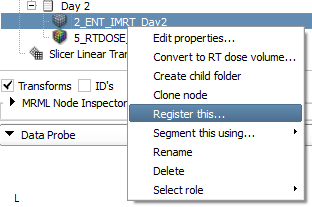 Day 2
2_ENT_IMRT_Day2
5_RTDOSE
Slicer Linear Trans
Transforms
ID's
MRML Node Inspector
Data Probe
L
Edit properties...
Convert to RT dose volume...
Create child folder
Clone node
Register this...
Segment this using...
Rename
Delete
Select role